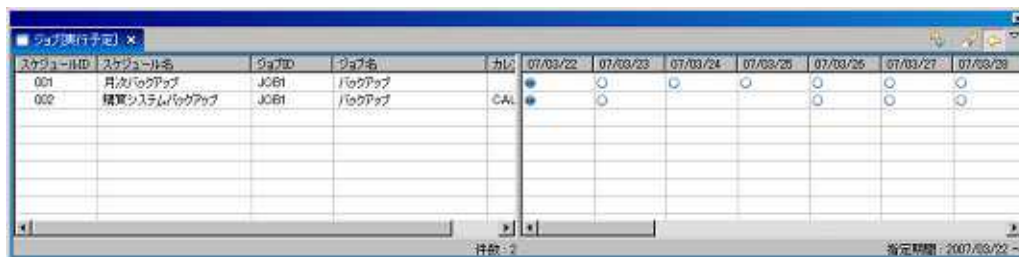 ジョブ[実行予定]
スケジュールID スケジュール名 ジョブID ジョブ名 カレ 07/03/22 07/03/23 07/03/24 07/03/25 07/03/26 07/03/27 07/03/28
001 月次バックアップ JOB1 バックアップ
002 購買システムバックアップ JOB1 バックアップ CAL
件数:2 指定期間:2007/03/22 -